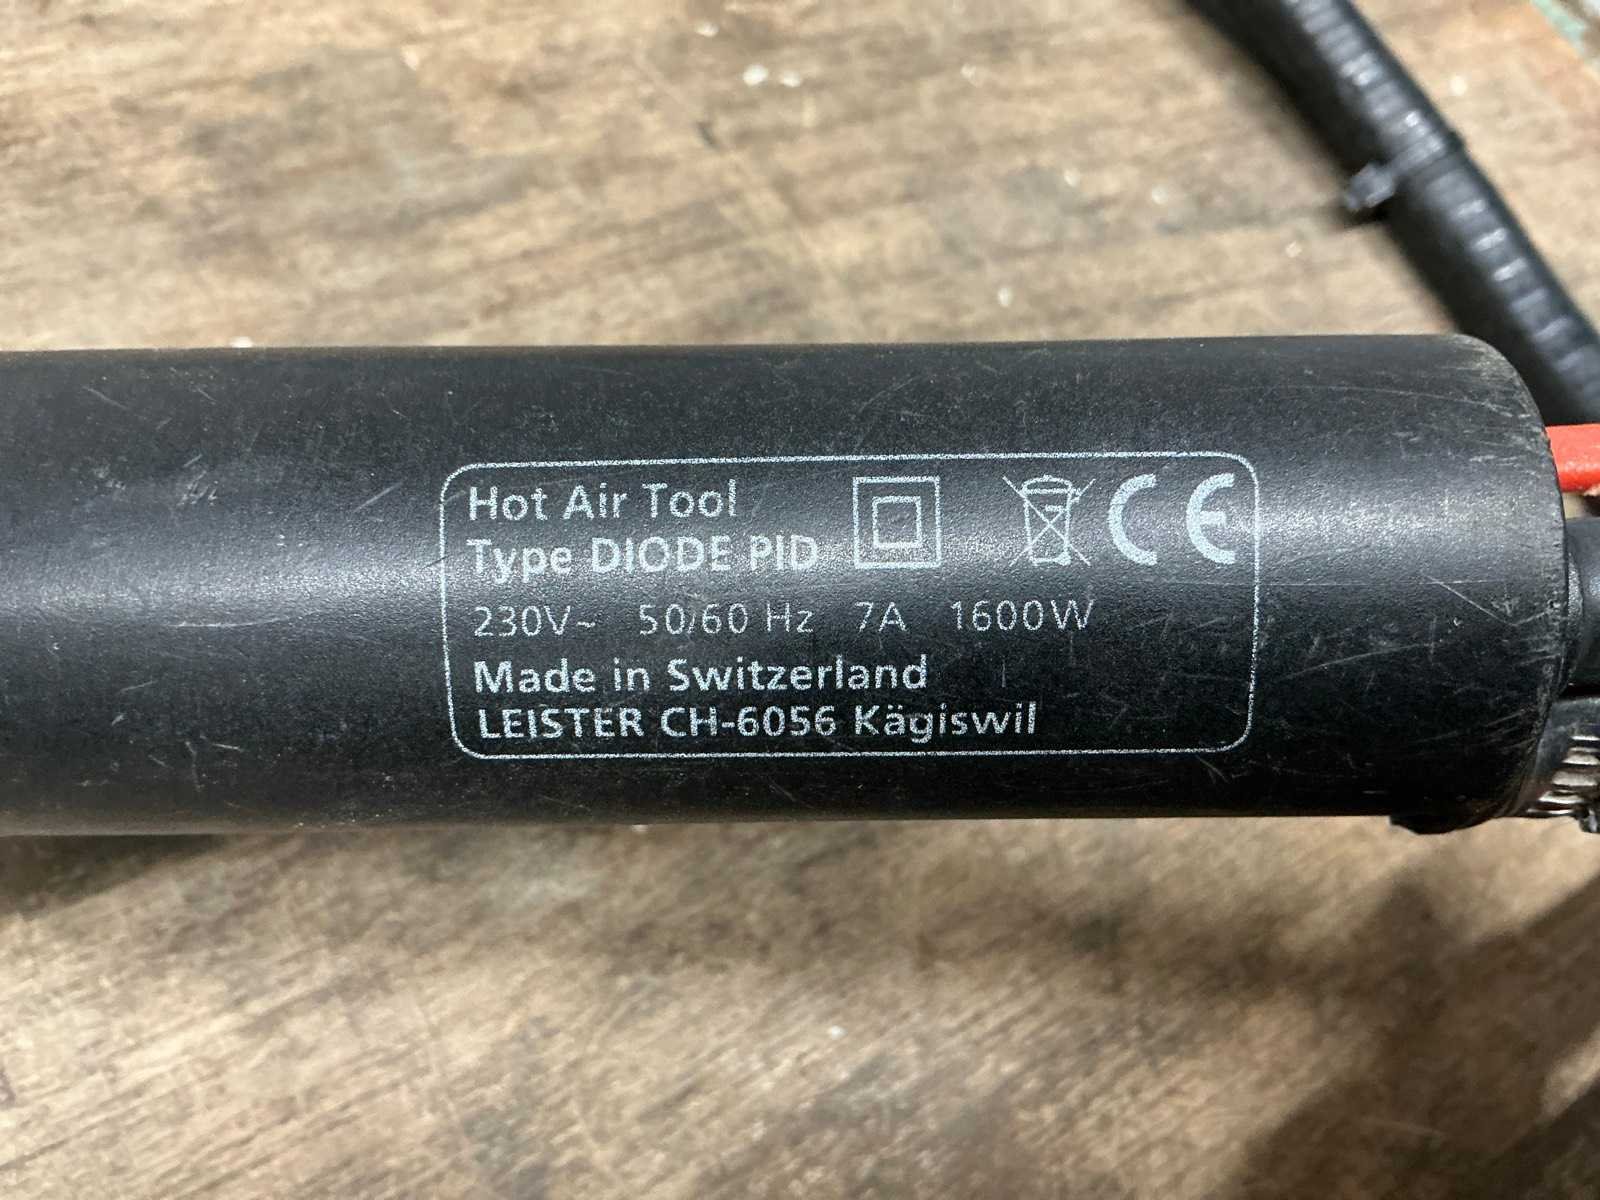 Hot Air Tool
Type DIODE PID
CE
230V~ 50/60 Hz 7A 1600W
Made in Switzerland
LEISTER CH-6056 Kägiswil